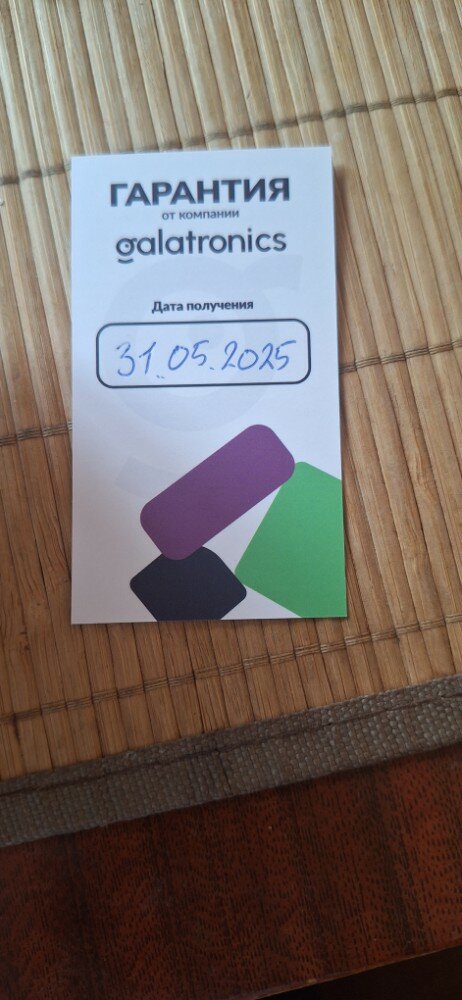 ГАРАНТИЯ
от компании
galatronics
Дата получения
31.05.2025